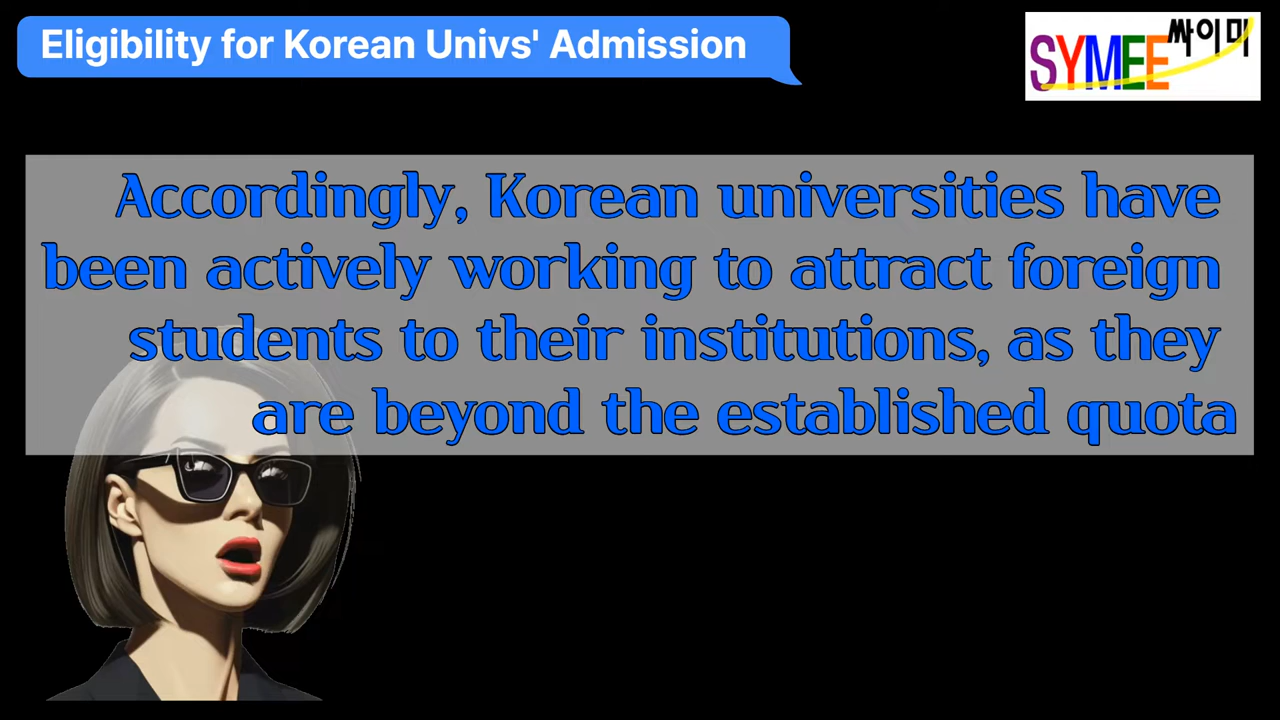 Eligibility for Korean Univs' Admission
SYMEE싸이미
Accordingly, Korean universities have
been actively working to attract foreign
students to their institutions, as they
are beyond the established quota